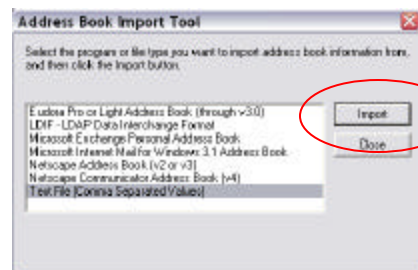 Address Book Import Tool
Select the program or file type you want to import address book information from,
and then click the Import button.
Eudora Pro or Light Address Book (through v3.0)
LDIF - LDAP Data Interchange Format
Microsoft Exchange Personal Address Book
Microsoft Internet Mail for Windows 3.1 Address Book
Netscape Address Book (v2 or v3)
Netscape Communicator Address Book (v4)
Text File (Comma Separated Values)
Import
Close